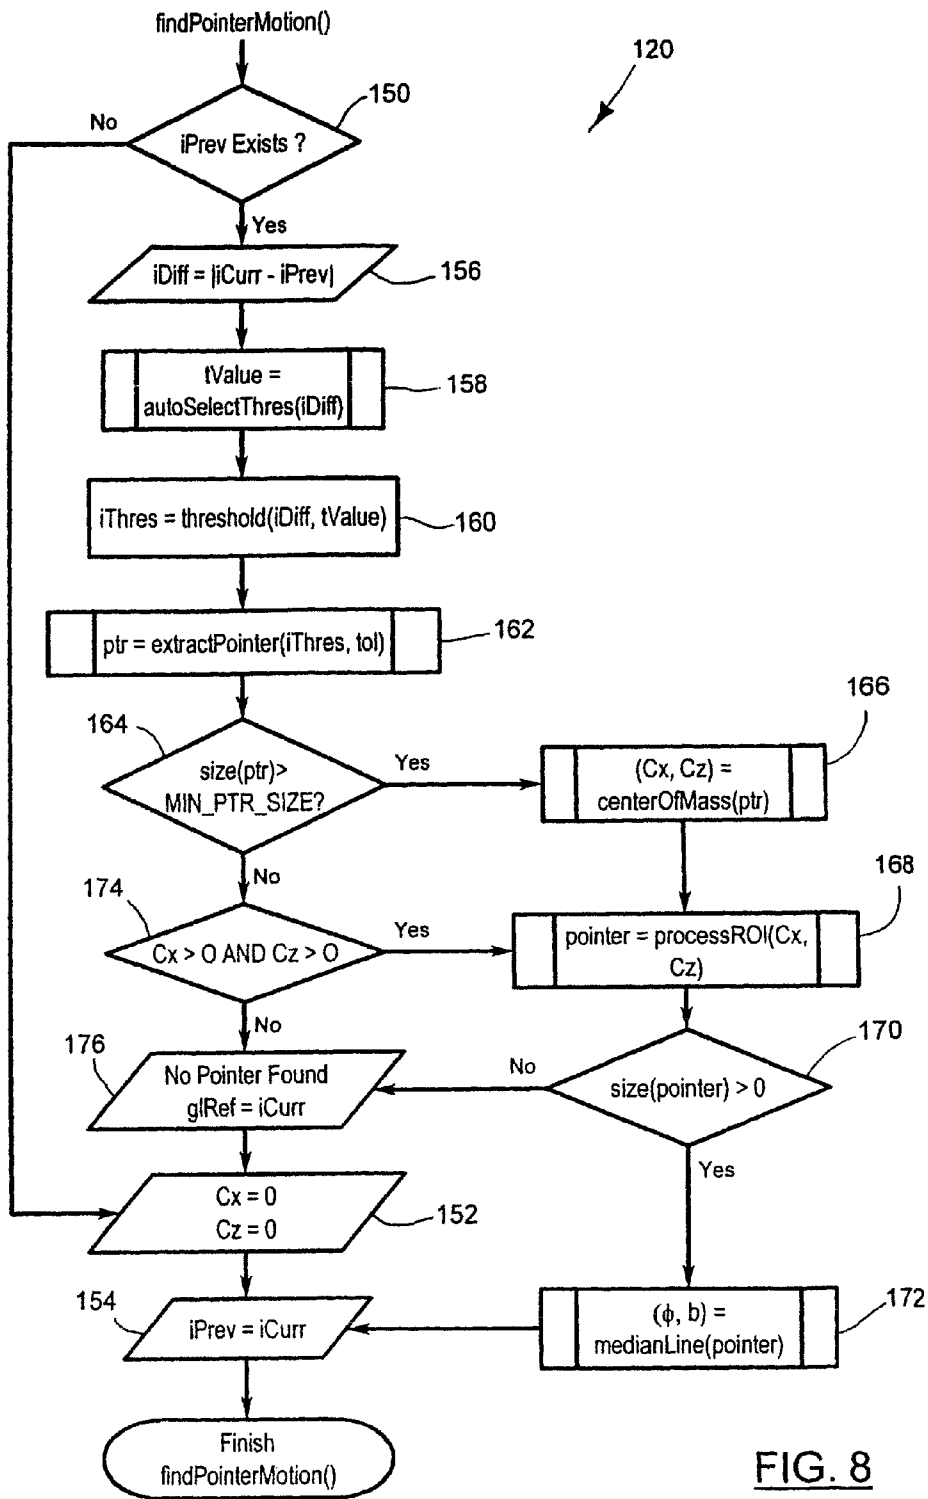 findPointerMotion()
120
150
No
iPrev Exists ?
Yes
iDiff = |iCurr - iPrev|
156
tValue =
autoSelectThres(iDiff)
158
iThres = threshold(iDiff, tValue)
160
ptr = extractPointer(iThres, tol)
162
164
size(ptr)>
MIN_PTR_SIZE?
Yes
166
(Cx, Cz) =
centerOfMass(ptr)
No
174
Cx > O AND Cz > O
Yes
168
pointer = processROI(Cx,
Cz)
No
176
No Pointer Found
glRef = iCurr
No
170
size(pointer) > 0
Yes
Cx = 0
Cz = 0
152
154
iPrev = iCurr
(ϕ, b) =
medianLine(pointer)
172
Finish
findPointerMotion()
FIG. 8